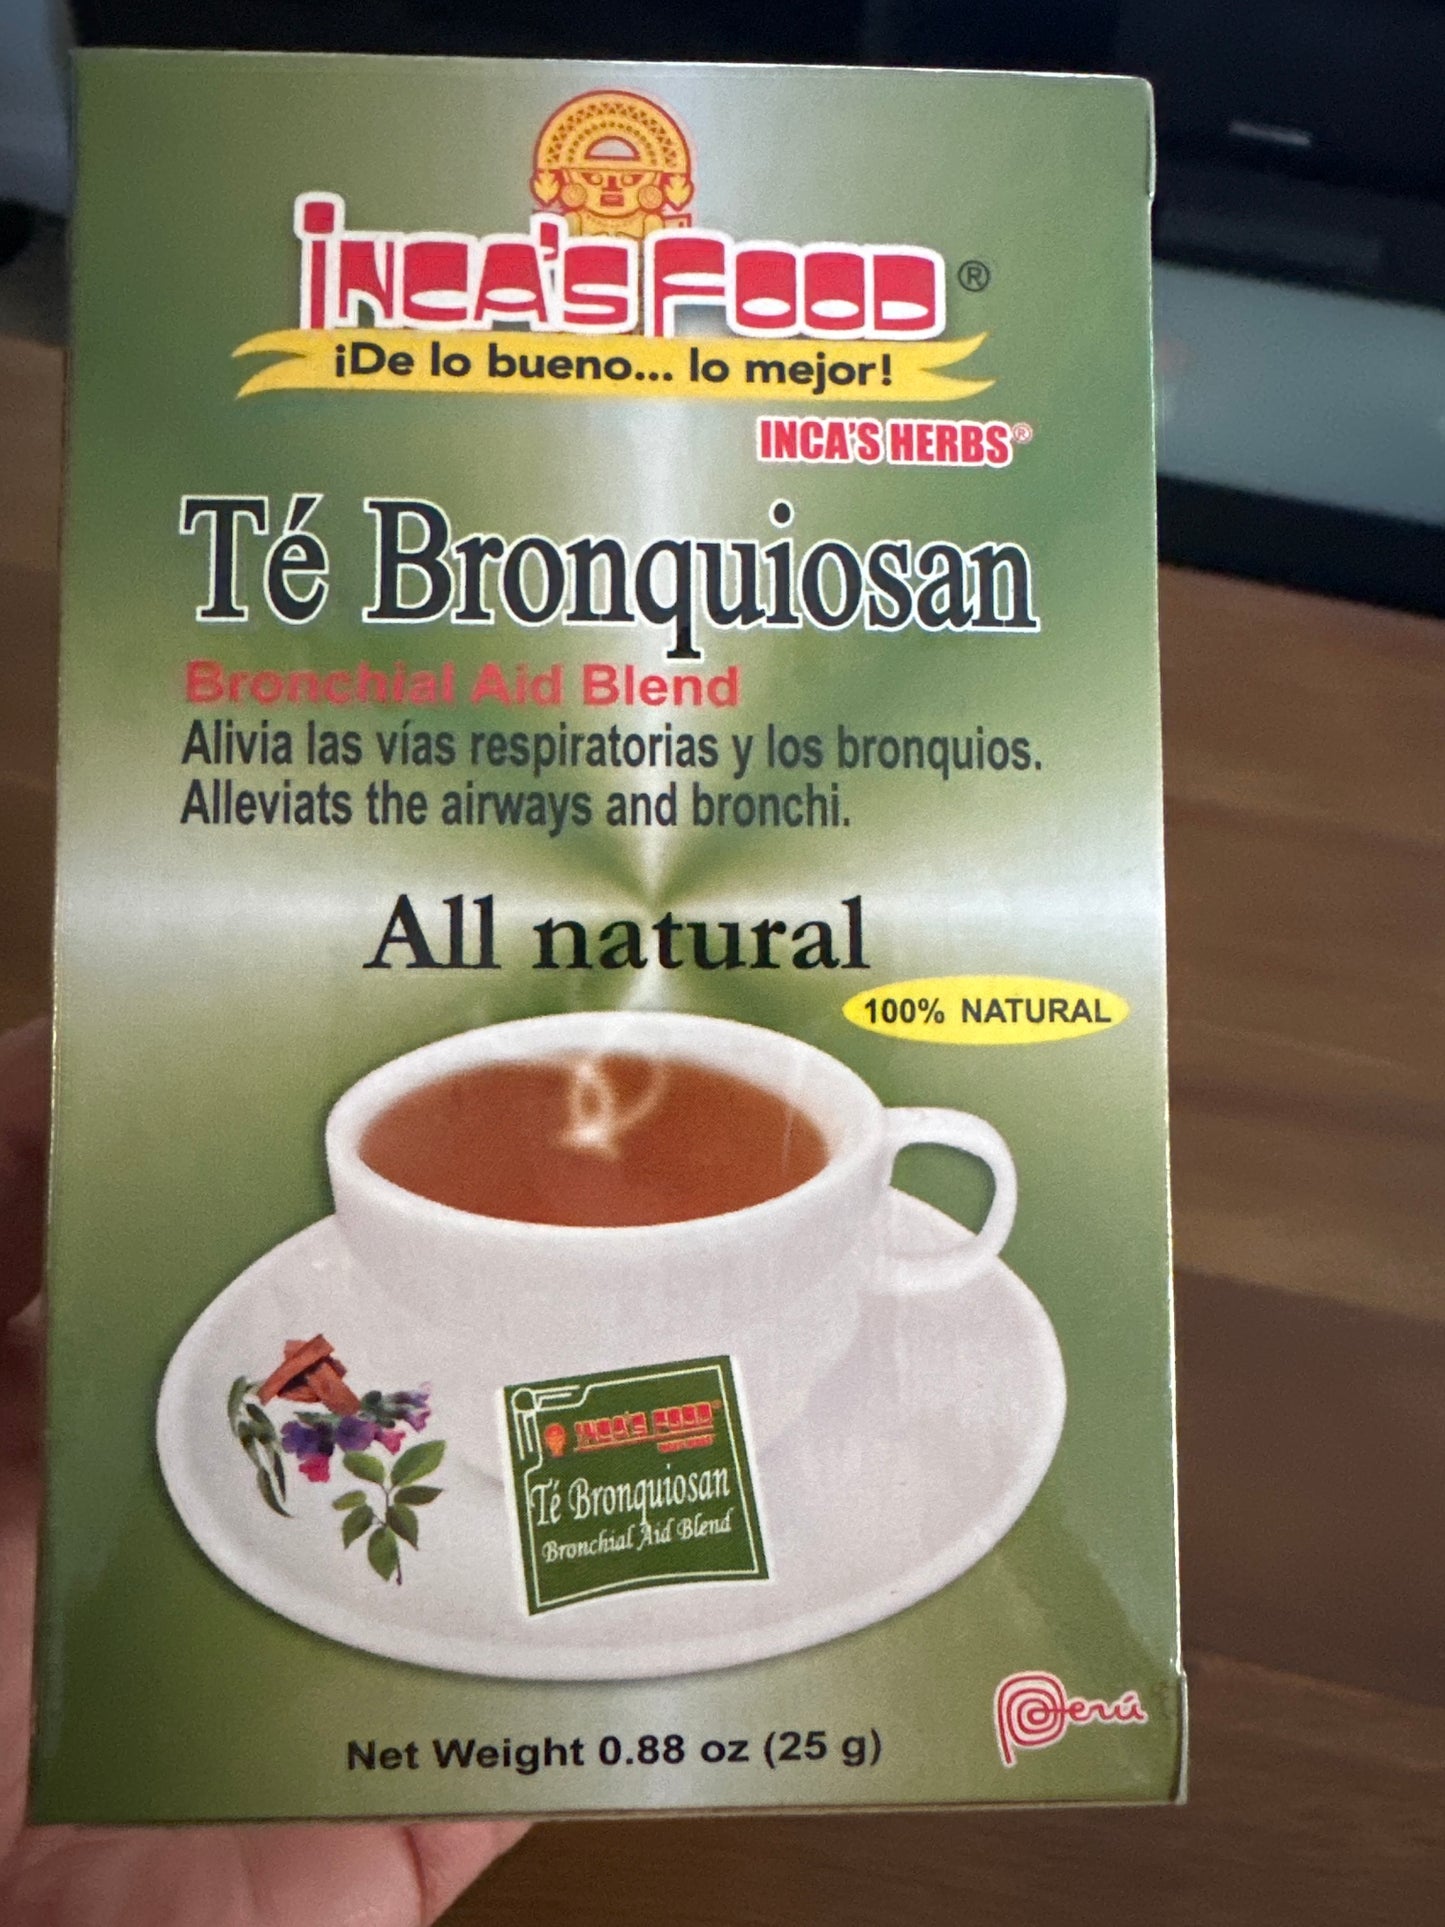 INCA'S FOOD ®
¡De lo bueno... lo mejor!
INCA'S HERBS®
Té Bronquiosan
Bronchial Aid Blend
Alivia las vías respiratorias y los bronquios.
Alleviats the airways and bronchi.
All natural
100% NATURAL
INCA'S FOOD
Té Bronquiosan
Bronchial Aid Blend
Perú
Net Weight 0.88 oz (25 g)